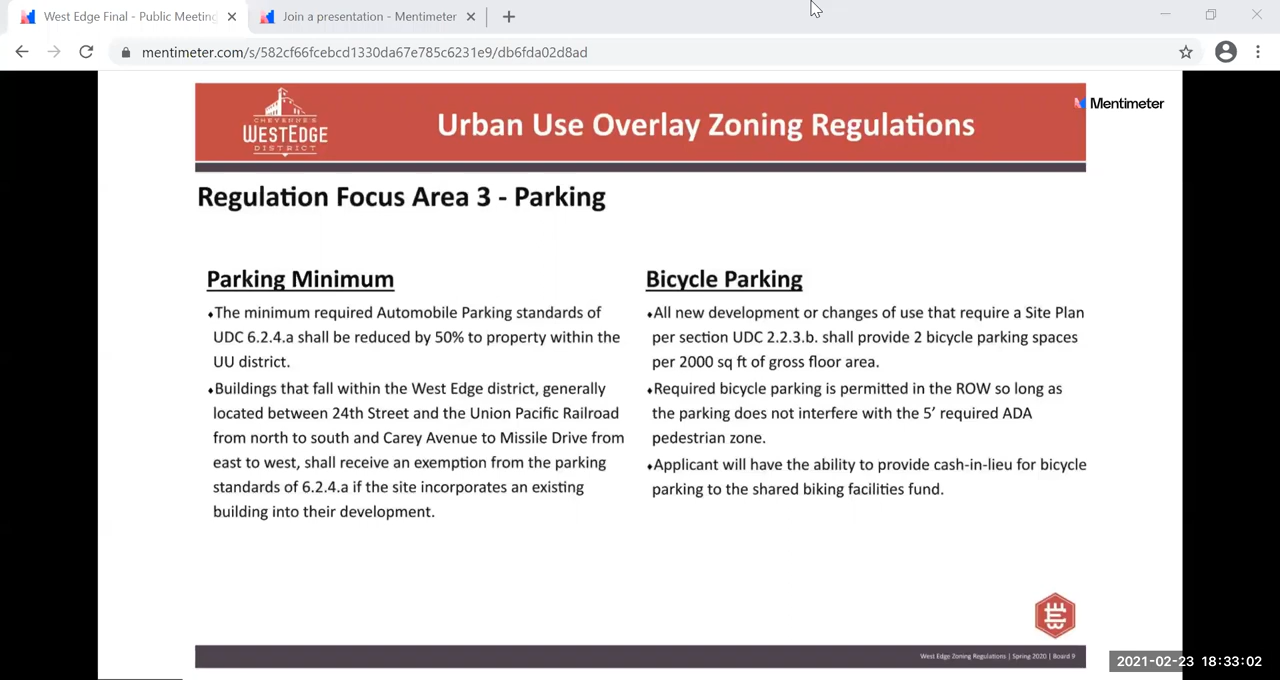 West Edge Final - Public Meeting
Join a presentation - Mentimeter
mentimeter.com/s/582cf66fcebcd1330da67e785c6231e9/db6fda02d8ad
Mentimeter
CHEYENNE'S
WESTEDGE
DISTRICT
Urban Use Overlay Zoning Regulations
Regulation Focus Area 3 - Parking
Parking Minimum
⬧The minimum required Automobile Parking standards of
UDC 6.2.4.a shall be reduced by 50% to property within the
UU district.
⬧Buildings that fall within the West Edge district, generally
located between 24th Street and the Union Pacific Railroad
from north to south and Carey Avenue to Missile Drive from
east to west, shall receive an exemption from the parking
standards of 6.2.4.a if the site incorporates an existing
building into their development.
Bicycle Parking
⬧All new development or changes of use that require a Site Plan
per section UDC 2.2.3.b. shall provide 2 bicycle parking spaces
per 2000 sq ft of gross floor area.
⬧Required bicycle parking is permitted in the ROW so long as
the parking does not interfere with the 5’ required ADA
pedestrian zone.
⬧Applicant will have the ability to provide cash-in-lieu for bicycle
parking to the shared biking facilities fund.
West Edge Zoning Regulations | Spring 2020 | Board 9
2021-02-23 18:33:02